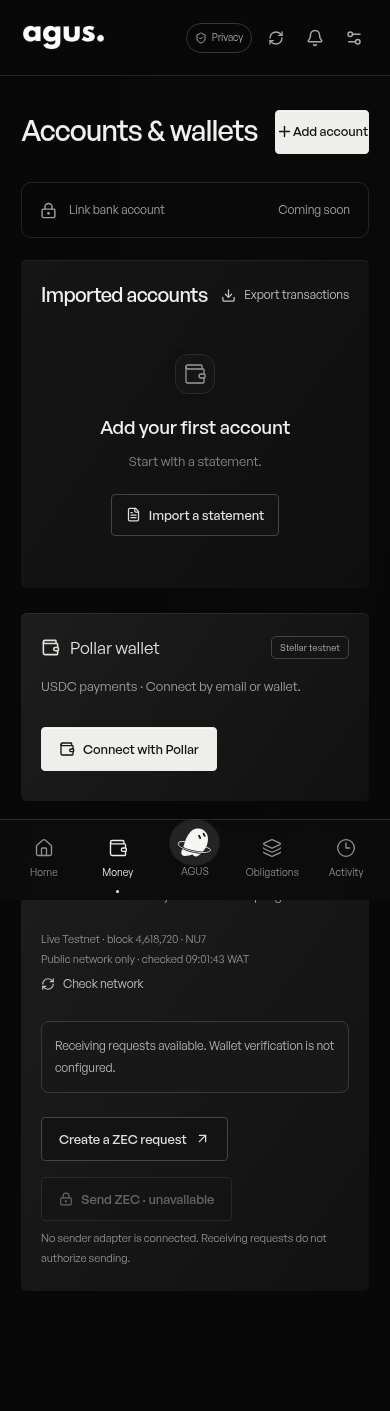 agus.
Privacy
Accounts & wallets
Add account
Link bank account
Coming soon
Imported accounts
Export transactions
Add your first account
Start with a statement.
Import a statement
Pollar wallet
Stellar testnet
USDC payments · Connect by email or wallet.
Connect with Pollar
Home
Money
AGUS
Obligations
Activity
Live Testnet · block 4,618,720 · NU7
Public network only · checked 09:01:43 WAT
Check network
Receiving requests available. Wallet verification is not
configured.
Create a ZEC request
Send ZEC · unavailable
No sender adapter is connected. Receiving requests do not
authorize sending.